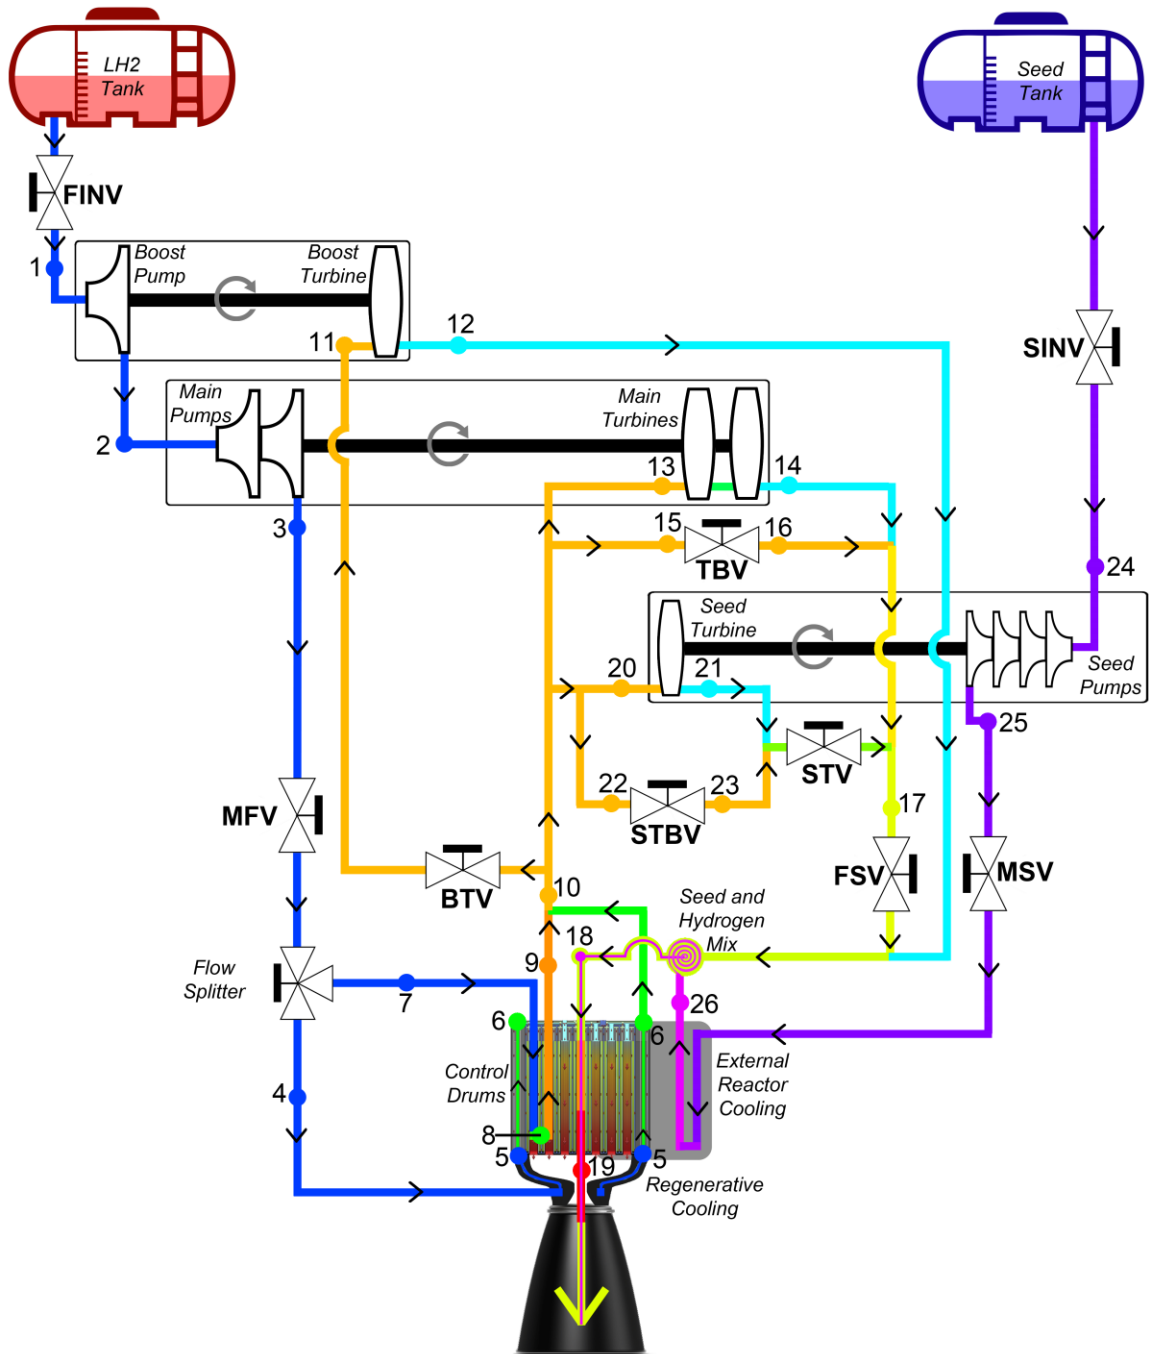 LH2
Tank
Seed
Tank
FINV
1
Boost
Pump
Boost
Turbine
11
12
SINV
Main
Pumps
Main
Turbines
2
13
14
3
15
16
TBV
24
Seed
Turbine
20
21
Seed
Pumps
25
STV
22
23
STBV
17
MFV
BTV
10
FSV
MSV
Seed and
Hydrogen
Mix
18
9
Flow
Splitter
7
26
6
6
Control
Drums
External
Reactor
Cooling
4
8
5
5
19
Regenerative
Cooling